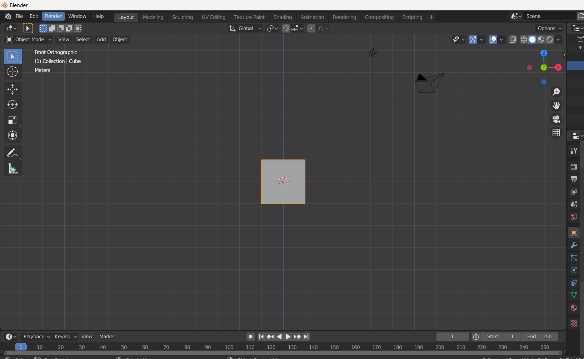 Blender
File Edit Render Window Help Layout Modeling Sculpting UV Editing Texture Paint Shading Animation Rendering Compositing Scripting + Scene
Global Options
Object Mode View Select Add Object
Front Orthographic
(1) Collection | Cube
Meters
Z
X
Y
Playback Keying View Marker 1 Start 1 End 250
1 10 20 30 40 50 60 70 80 90 100 110 120 130 140 150 160 170 180 190 200 210 220 230 240 250